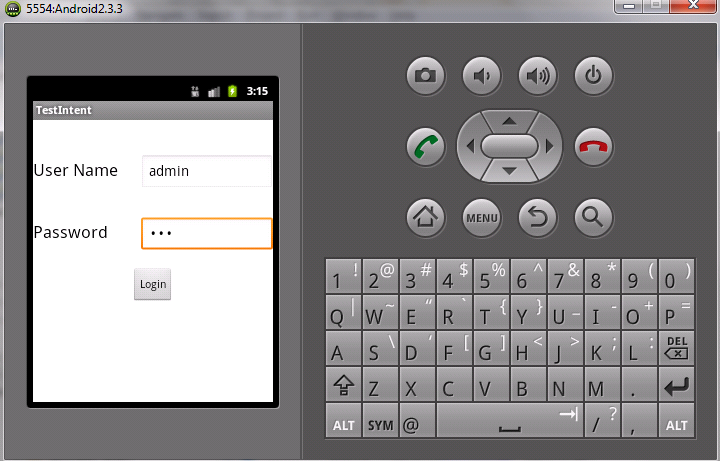 5554:Android2.3.3
3:15
TestIntent
User Name admin
Password •••
Login
MENU
1 ! 2 @ 3 # 4 $ 5 % 6 ^ 7 & 8 * 9 ( 0 )
Q | W ~ E “ R ` T { Y } U _ I - O + P =
A S \ D ‘ F [ G ] H < J > K ; L : DEL
Z X C V B N M .
ALT SYM @ / ? , ALT